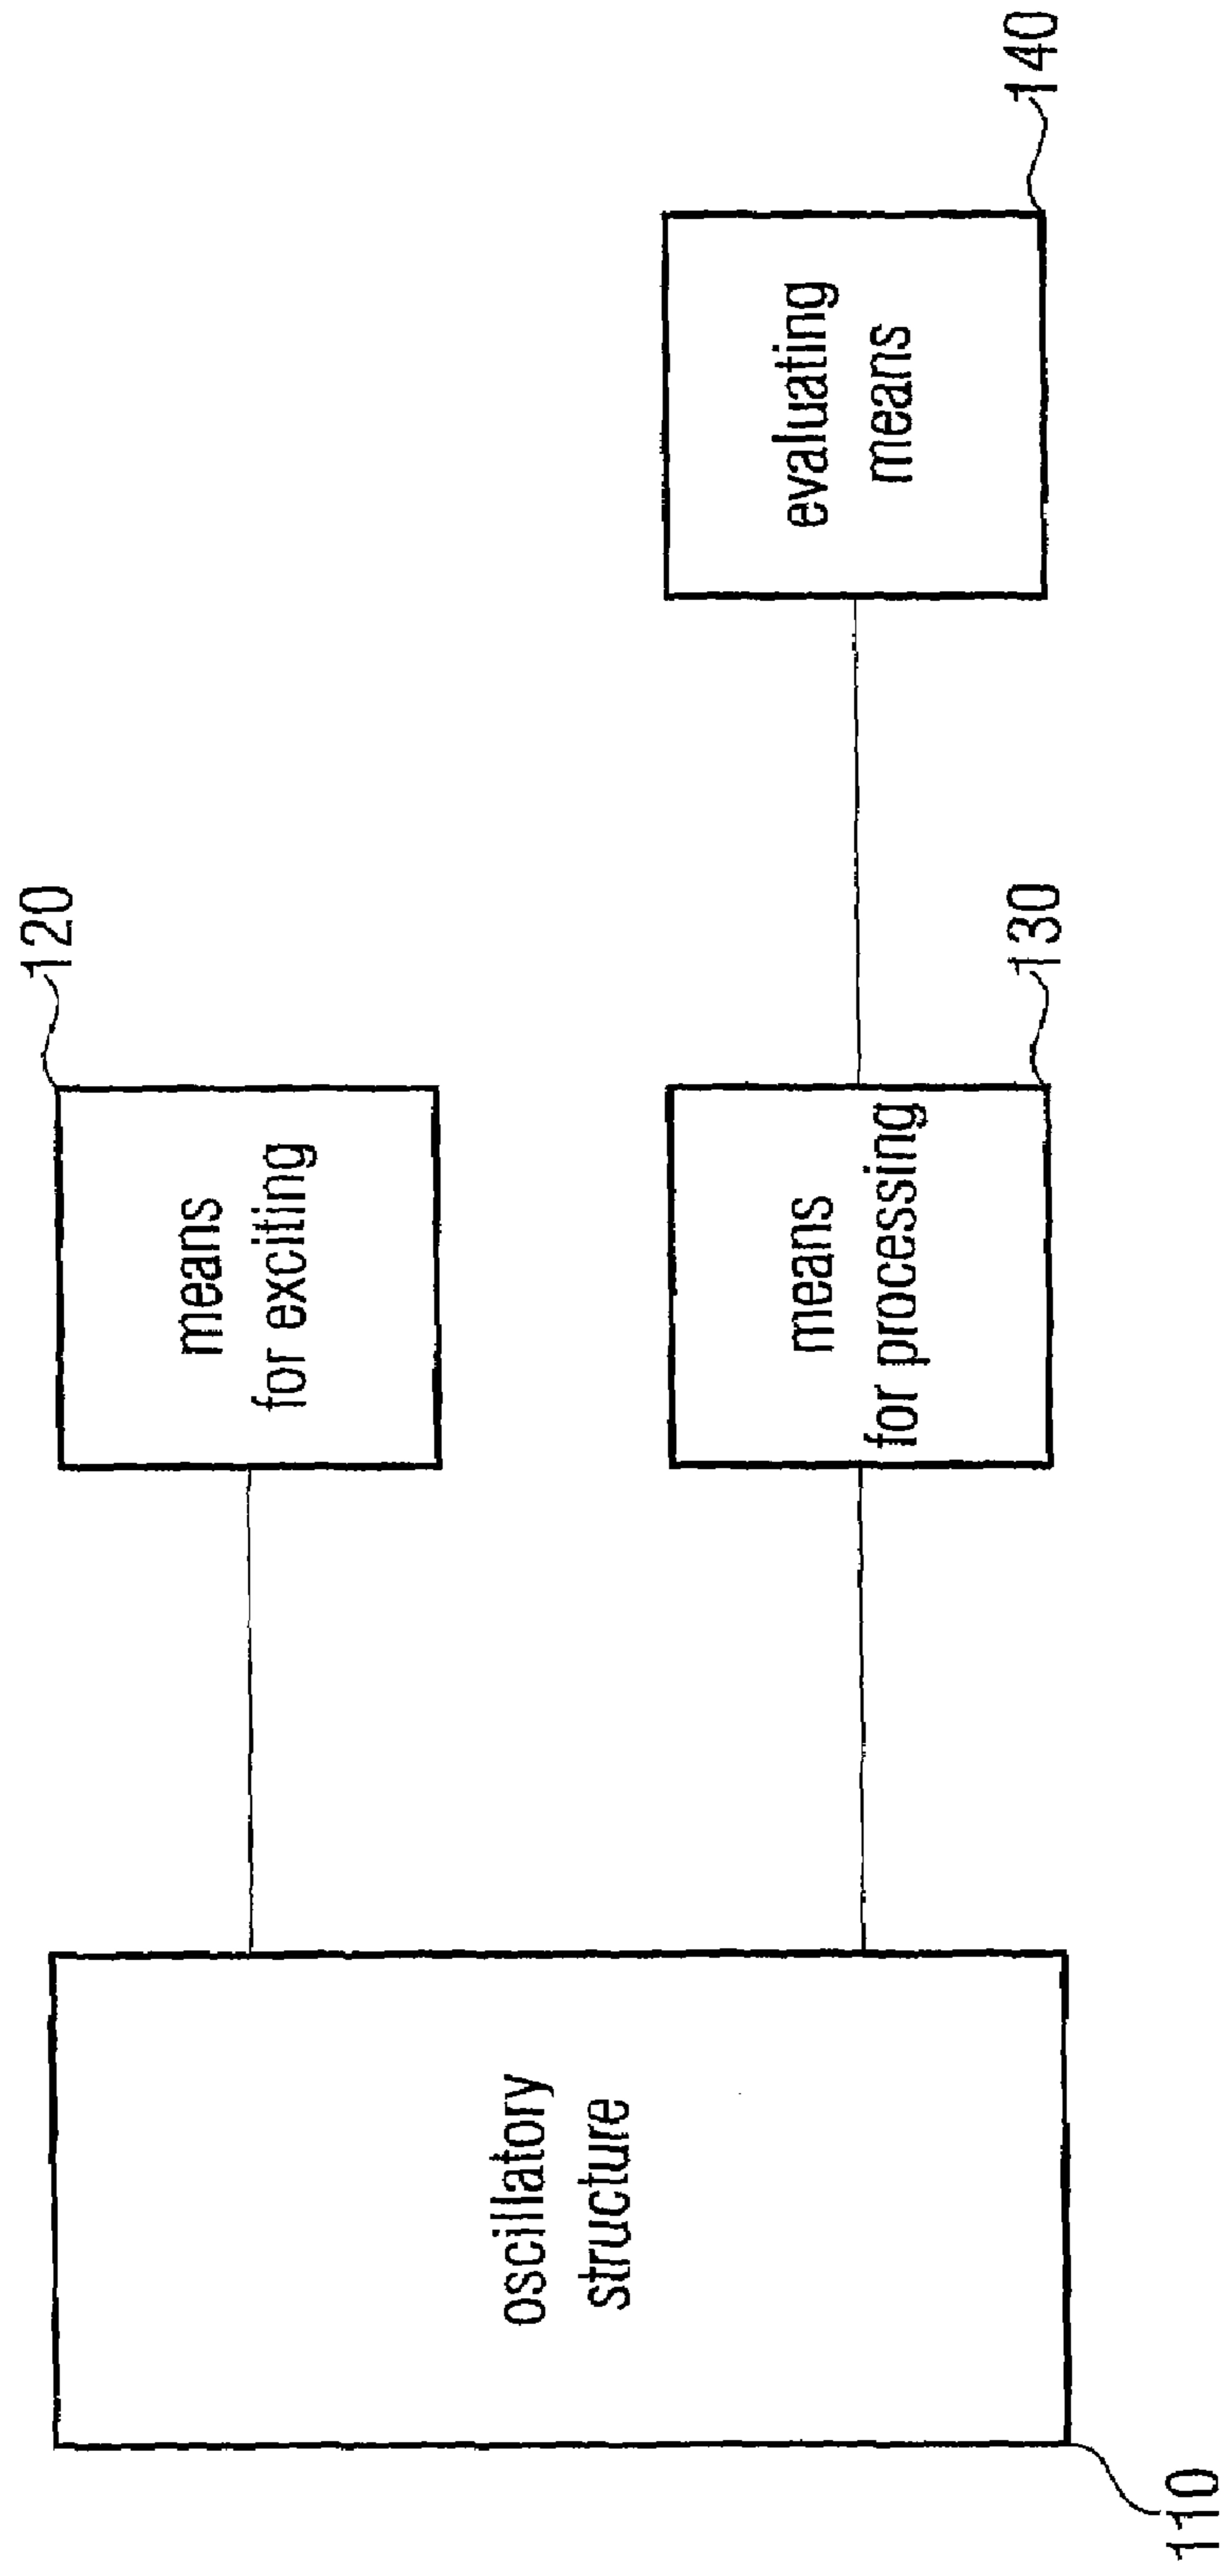 120
means
for exciting
oscillatory
structure
means
for processing
evaluating
means
110
130
140